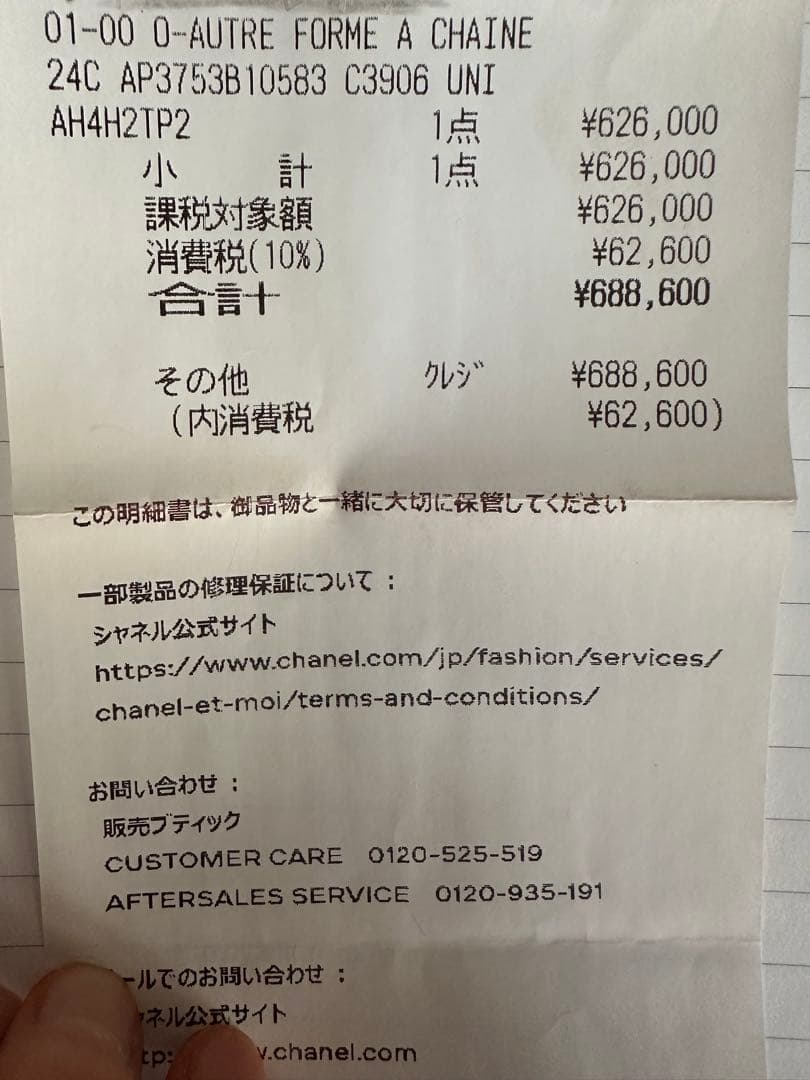 01-00 O-AUTRE FORME A CHAINE
24C AP3753B10583 C3906 UNI
AH4H2TP2 1点 ¥626,000
小計 1点 ¥626,000
課税対象額 ¥626,000
消費税(10%) ¥62,600
合計 ¥688,600
その他 ｸﾚｼﾞ ¥688,600
(内消費税 ¥62,600)
この明細書は、御品物と一緒に大切に保管してください
一部製品の修理保証について：
シャネル公式サイト
https://www.chanel.com/jp/fashion/services/
chanel-et-moi/terms-and-conditions/
お問い合わせ：
販売ブティック
CUSTOMER CARE 0120-525-519
AFTERSALES SERVICE 0120-935-191
ールでのお問い合わせ：
ネル公式サイト
.chanel.com